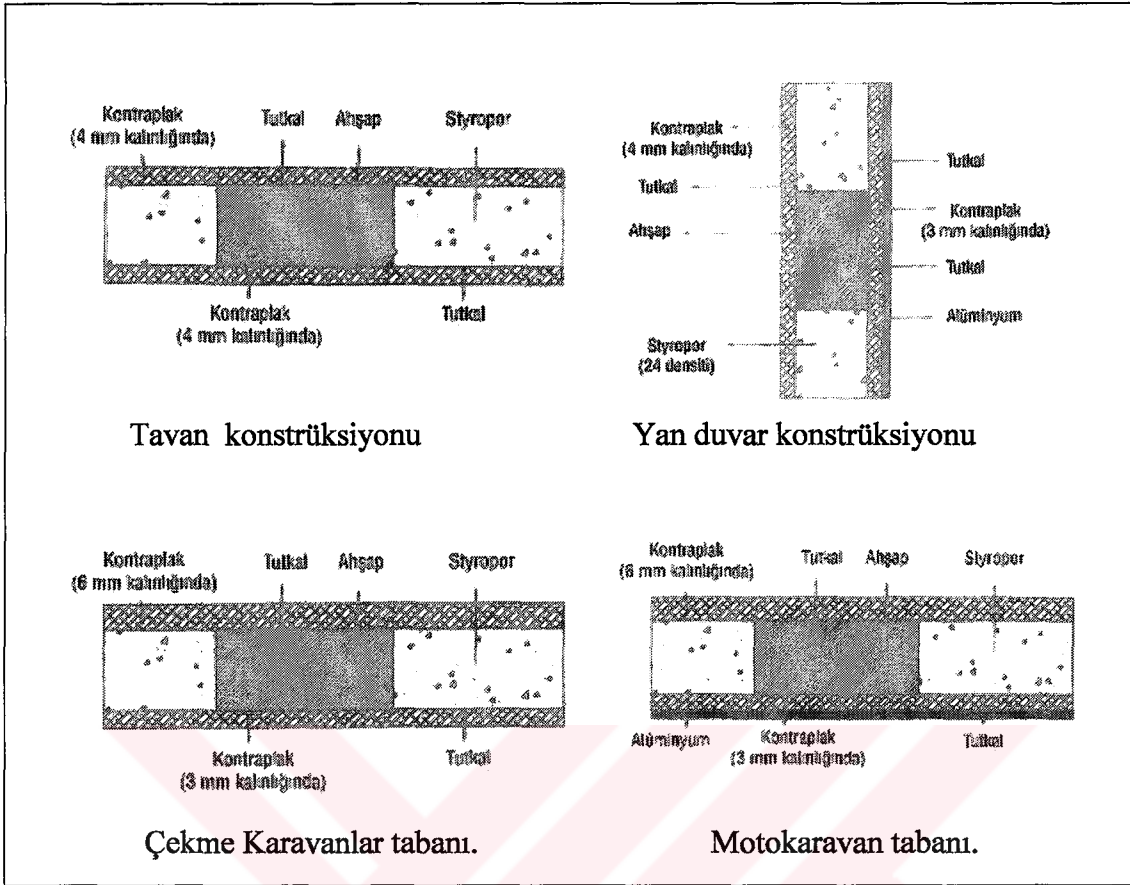 Kontraplak
(4 mm kalınlığında)
Tutkal
Ahşap
Styropor
Kontraplak
(4 mm kalınlığında)
Tutkal
Tavan konstrüksiyonu
Kontraplak
(4 mm kalınlığında)
Tutkal
Ahşap
Styropor
(24 densiti)
Tutkal
Kontraplak
(3 mm kalınlığında)
Tutkal
Alüminyum
Yan duvar konstrüksiyonu
Kontraplak
(6 mm kalınlığında)
Tutkal
Ahşap
Styropor
Kontraplak
(3 mm kalınlığında)
Tutkal
Çekme Karavanlar tabanı.
Kontraplak
(6 mm kalınlığında)
Tutkal
Ahşap
Styropor
Alüminyum
Kontraplak
(3 mm kalınlığında)
Tutkal
Motokaravan tabanı.